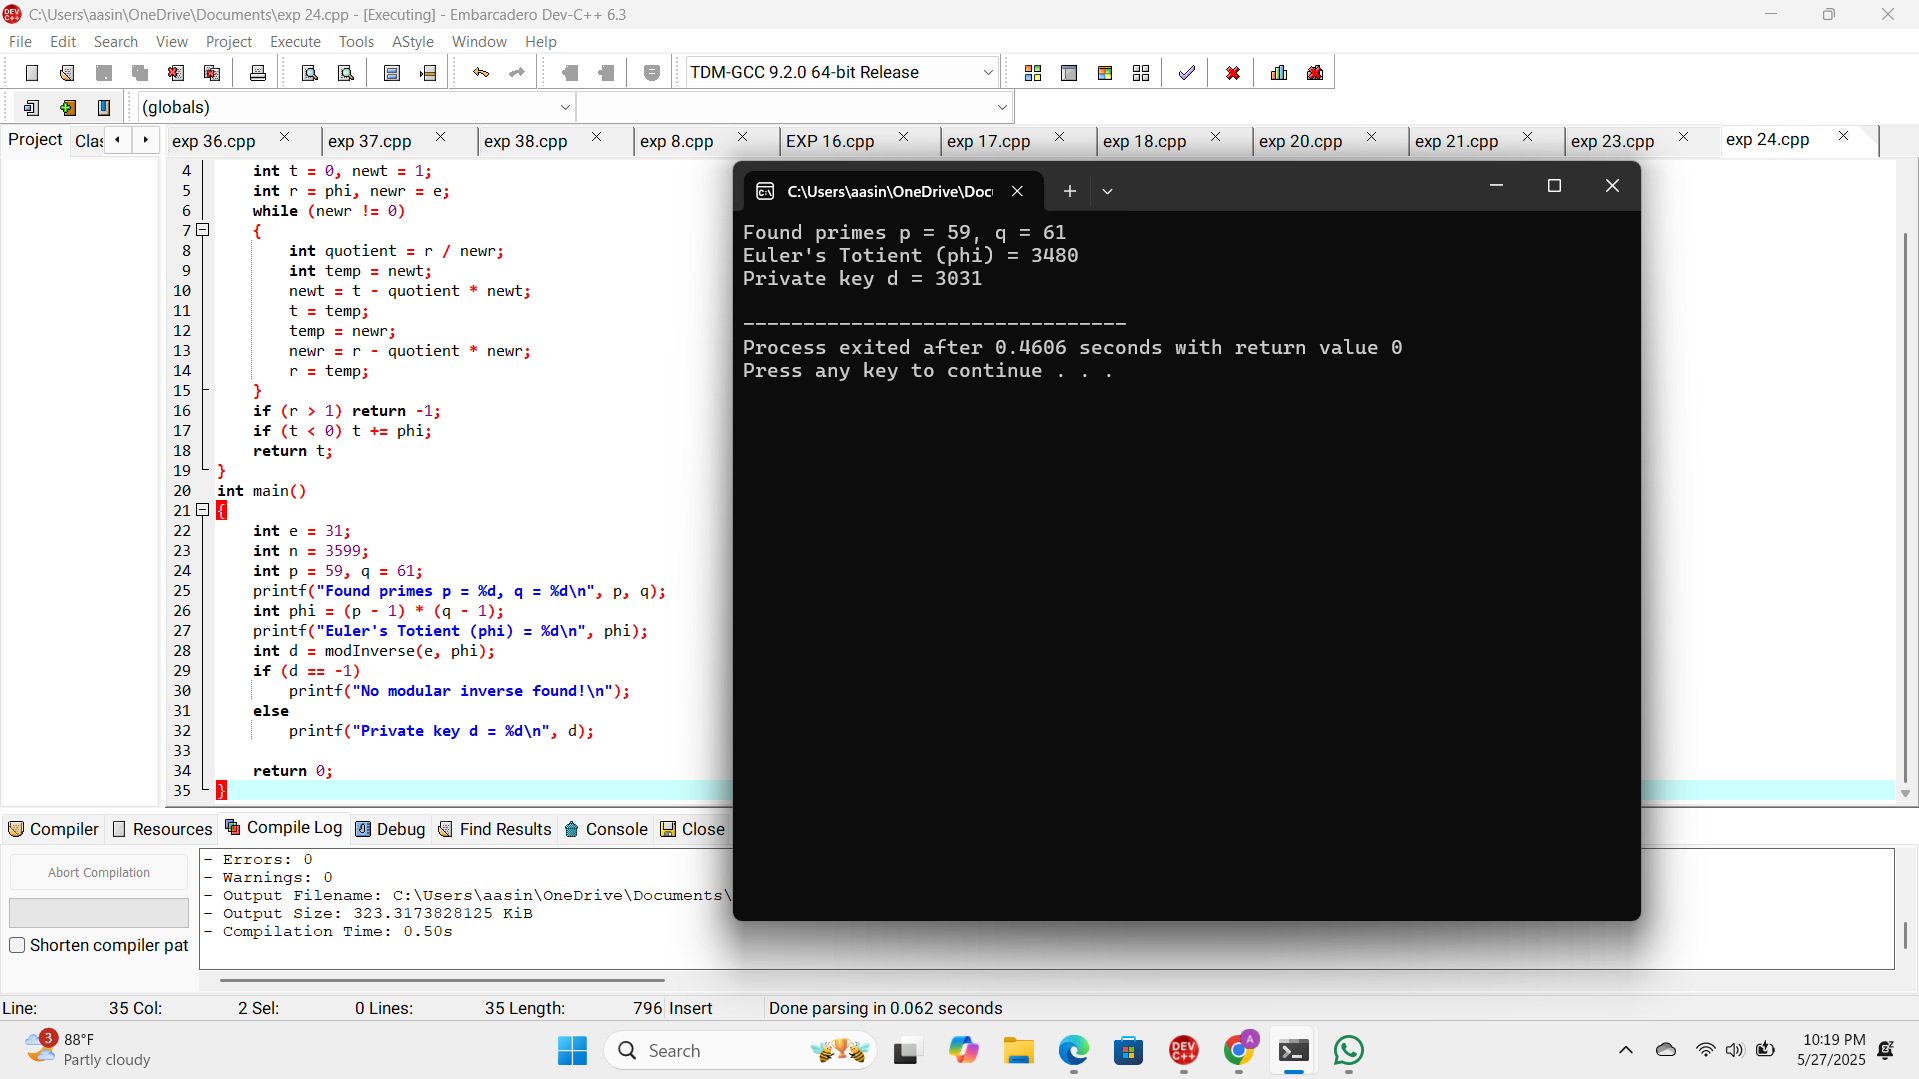 C:\Users\aasin\OneDrive\Documents\exp 24.cpp - [Executing] - Embarcadero Dev-C++ 6.3
File Edit Search View Project Execute Tools AStyle Window Help
TDM-GCC 9.2.0 64-bit Release
(globals)
Project Clas
exp 36.cpp exp 37.cpp exp 38.cpp exp 8.cpp EXP 16.cpp exp 17.cpp exp 18.cpp exp 20.cpp exp 21.cpp exp 23.cpp exp 24.cpp
4 int t = 0, newt = 1;
5 int r = phi, newr = e;
6 while (newr != 0)
7 {
8 int quotient = r / newr;
9 int temp = newt;
10 newt = t - quotient * newt;
11 t = temp;
12 temp = newr;
13 newr = r - quotient * newr;
14 r = temp;
15 }
16 if (r > 1) return -1;
17 if (t < 0) t += phi;
18 return t;
19 }
20 int main()
21 {
22 int e = 31;
23 int n = 3599;
24 int p = 59, q = 61;
25 printf("Found primes p = %d, q = %d\n", p, q);
26 int phi = (p - 1) * (q - 1);
27 printf("Euler's Totient (phi) = %d\n", phi);
28 int d = modInverse(e, phi);
29 if (d == -1)
30 printf("No modular inverse found!\n");
31 else
32 printf("Private key d = %d\n", d);
33
34 return 0;
35 }
C:\Users\aasin\OneDrive\Doc
Found primes p = 59, q = 61
Euler's Totient (phi) = 3480
Private key d = 3031
--------------------------------
Process exited after 0.4606 seconds with return value 0
Press any key to continue . . .
Compiler Resources Compile Log Debug Find Results Console Close
Abort Compilation
Shorten compiler pat
- Errors: 0
- Warnings: 0
- Output Filename: C:\Users\aasin\OneDrive\Documents\
- Output Size: 323.3173828125 KiB
- Compilation Time: 0.50s
Line: 35 Col: 2 Sel: 0 Lines: 35 Length: 796 Insert Done parsing in 0.062 seconds
3
88°F
Partly cloudy
Search
DEV C++
A
10:19 PM
5/27/2025